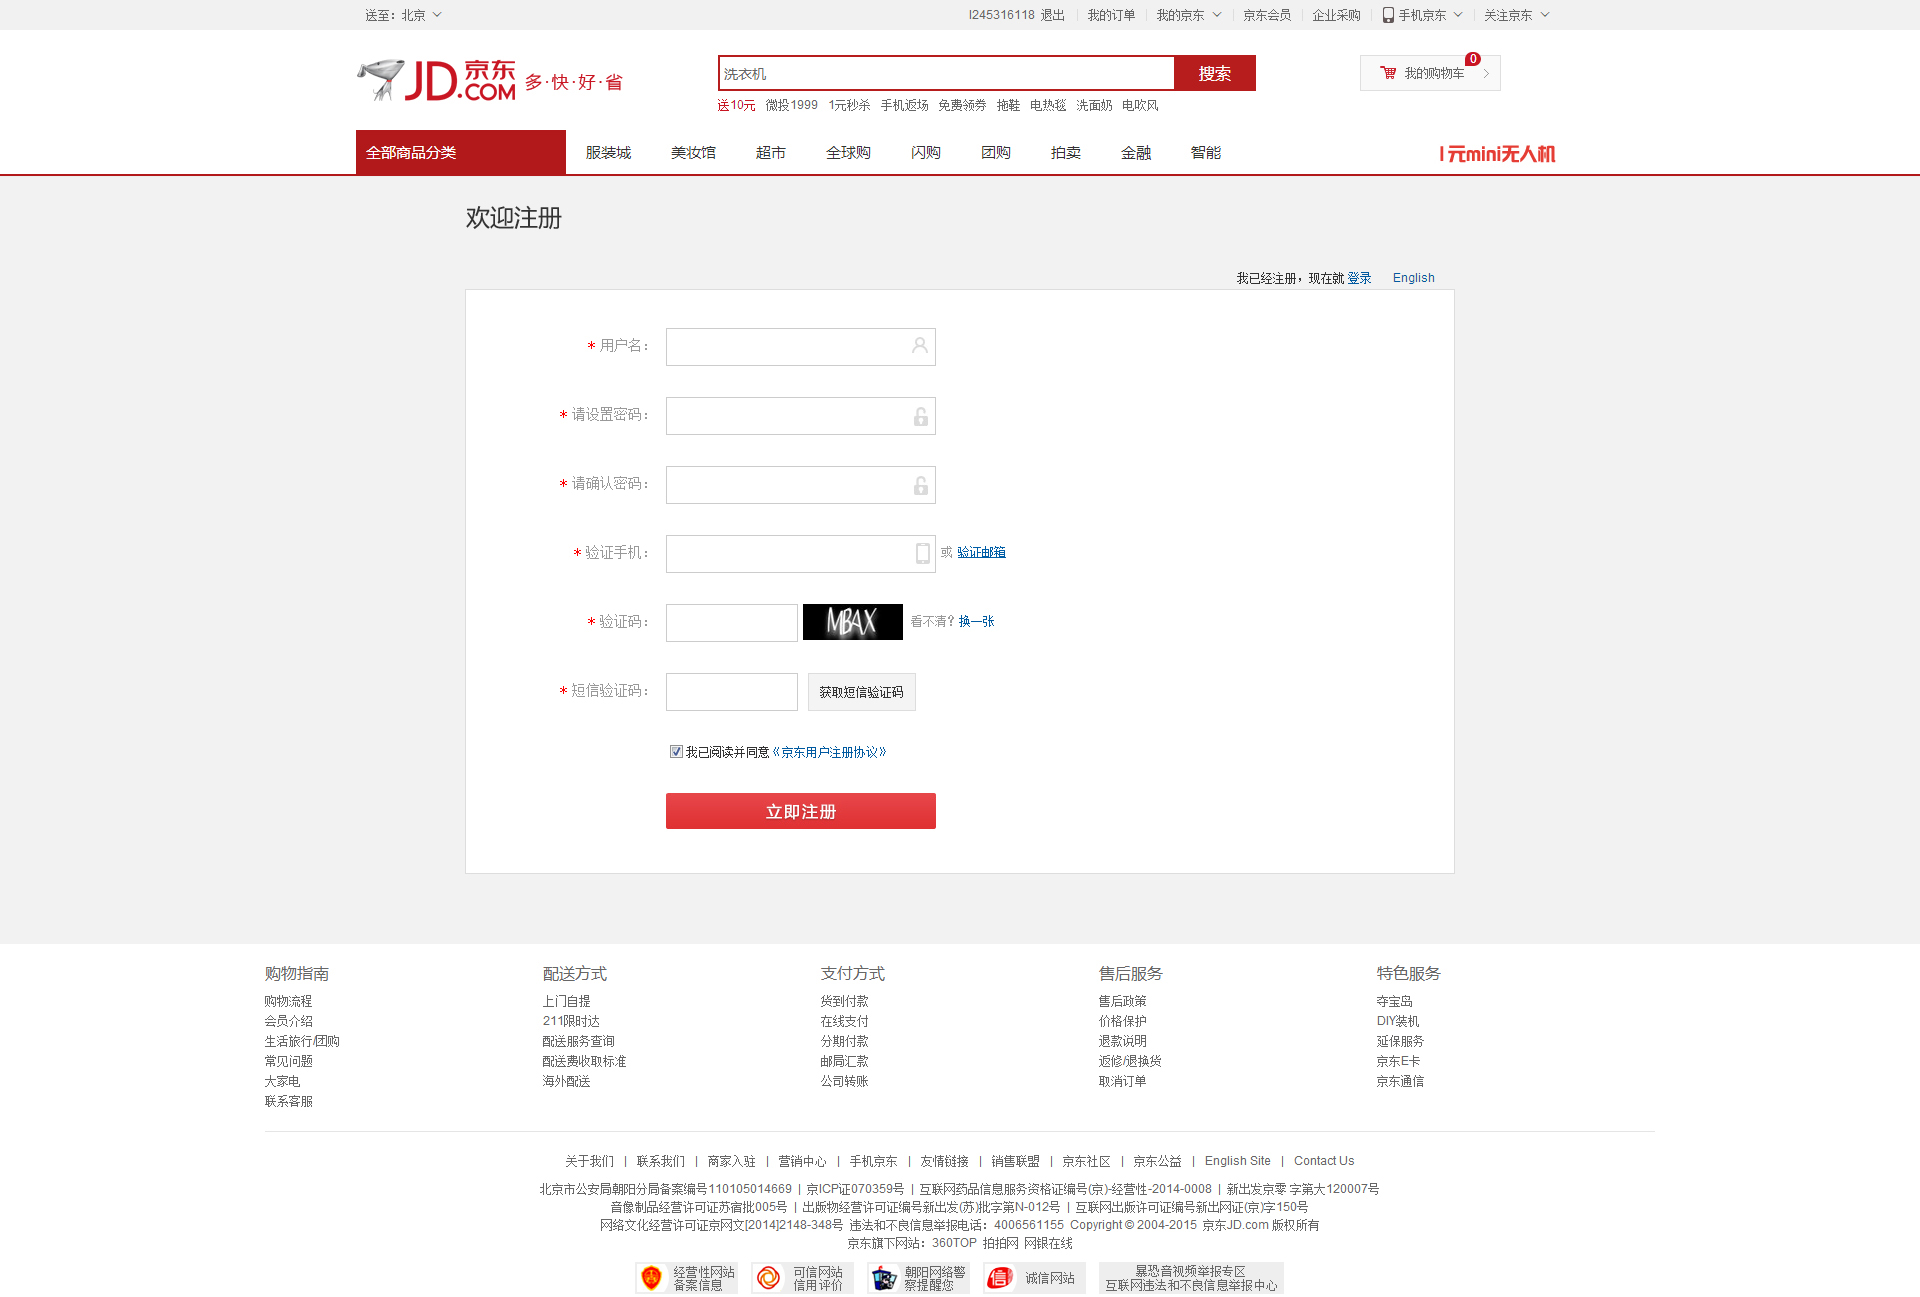 送至：北京
l245316118 退出 我的订单 我的京东 京东会员 企业采购 手机京东 关注京东
JD.COM 京东 多·快·好·省
洗衣机 搜索
0
我的购物车
送10元 微投1999 1元秒杀 手机返场 免费领券 拖鞋 电热毯 洗面奶 电吹风
全部商品分类 服装城 美妆馆 超市 全球购 闪购 团购 拍卖 金融 智能 1元mini无人机
欢迎注册
我已经注册，现在就 登录 English
* 用户名：
* 请设置密码：
* 请确认密码：
* 验证手机： 或 验证邮箱
* 验证码： MBAX 看不清？换一张
* 短信验证码： 获取短信验证码
我已阅读并同意《京东用户注册协议》
立即注册
购物指南 配送方式 支付方式 售后服务 特色服务
购物流程 上门自提 货到付款 售后政策 夺宝岛
会员介绍 211限时达 在线支付 价格保护 DIY装机
生活旅行/团购 配送服务查询 分期付款 退款说明 延保服务
常见问题 配送费收取标准 邮局汇款 返修/退换货 京东E卡
大家电 海外配送 公司转账 取消订单 京东通信
联系客服
关于我们 | 联系我们 | 商家入驻 | 营销中心 | 手机京东 | 友情链接 | 销售联盟 | 京东社区 | 京东公益 | English Site | Contact Us
北京市公安局朝阳分局备案编号110105014669 | 京ICP证070359号 | 互联网药品信息服务资格证编号(京)-经营性-2014-0008 | 新出发京零 字第大120007号
音像制品经营许可证苏宿批005号 | 出版物经营许可证编号新出发(苏)批字第N-012号 | 互联网出版许可证编号新出网证(京)字150号
网络文化经营许可证京网文[2014]2148-348号 违法和不良信息举报电话：4006561155 Copyright © 2004-2015 京东JD.com 版权所有
京东旗下网站：360TOP 拍拍网 网银在线
经营性网站 备案信息
可信网站 信用评价
朝阳网络警 察提醒您
信 诚信网站
暴恐音视频举报专区
互联网违法和不良信息举报中心